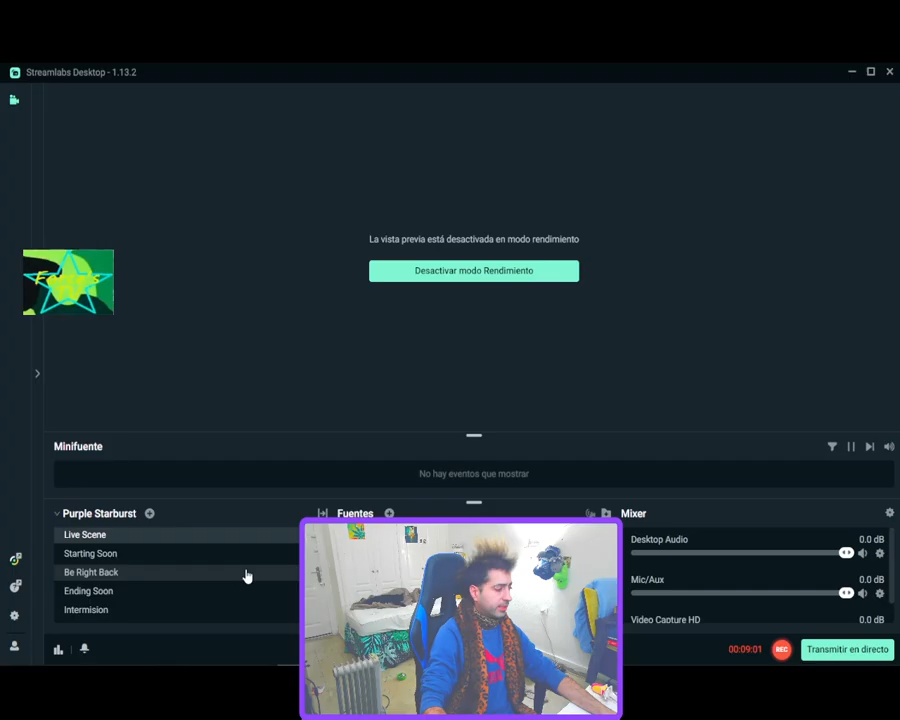 Streamlabs Desktop - 1.13.2
La vista previa está desactivada en modo rendimiento
Desactivar modo Rendimiento
Minifuente
No hay eventos que mostrar
Purple Starburst
Fuentes
Mixer
Live Scene
Desktop Audio
0.0 dB
Starting Soon
Be Right Back
Mic/Aux
0.0 dB
Ending Soon
Intermision
Video Capture HD
0.0 dB
00:09:01
REC
Transmitir en directo